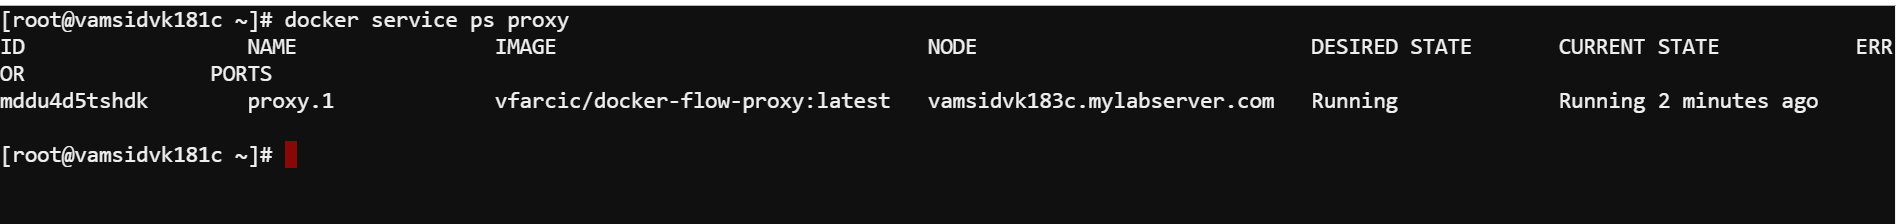 [root@vamsidvk181c ~]# docker service ps proxy
ID                  NAME                IMAGE                              NODE                           DESIRED STATE       CURRENT STATE           ERR
OR               PORTS
mddu4d5tshdk        proxy.1             vfarcic/docker-flow-proxy:latest   vamsidvk183c.mylabserver.com   Running             Running 2 minutes ago
[root@vamsidvk181c ~]#